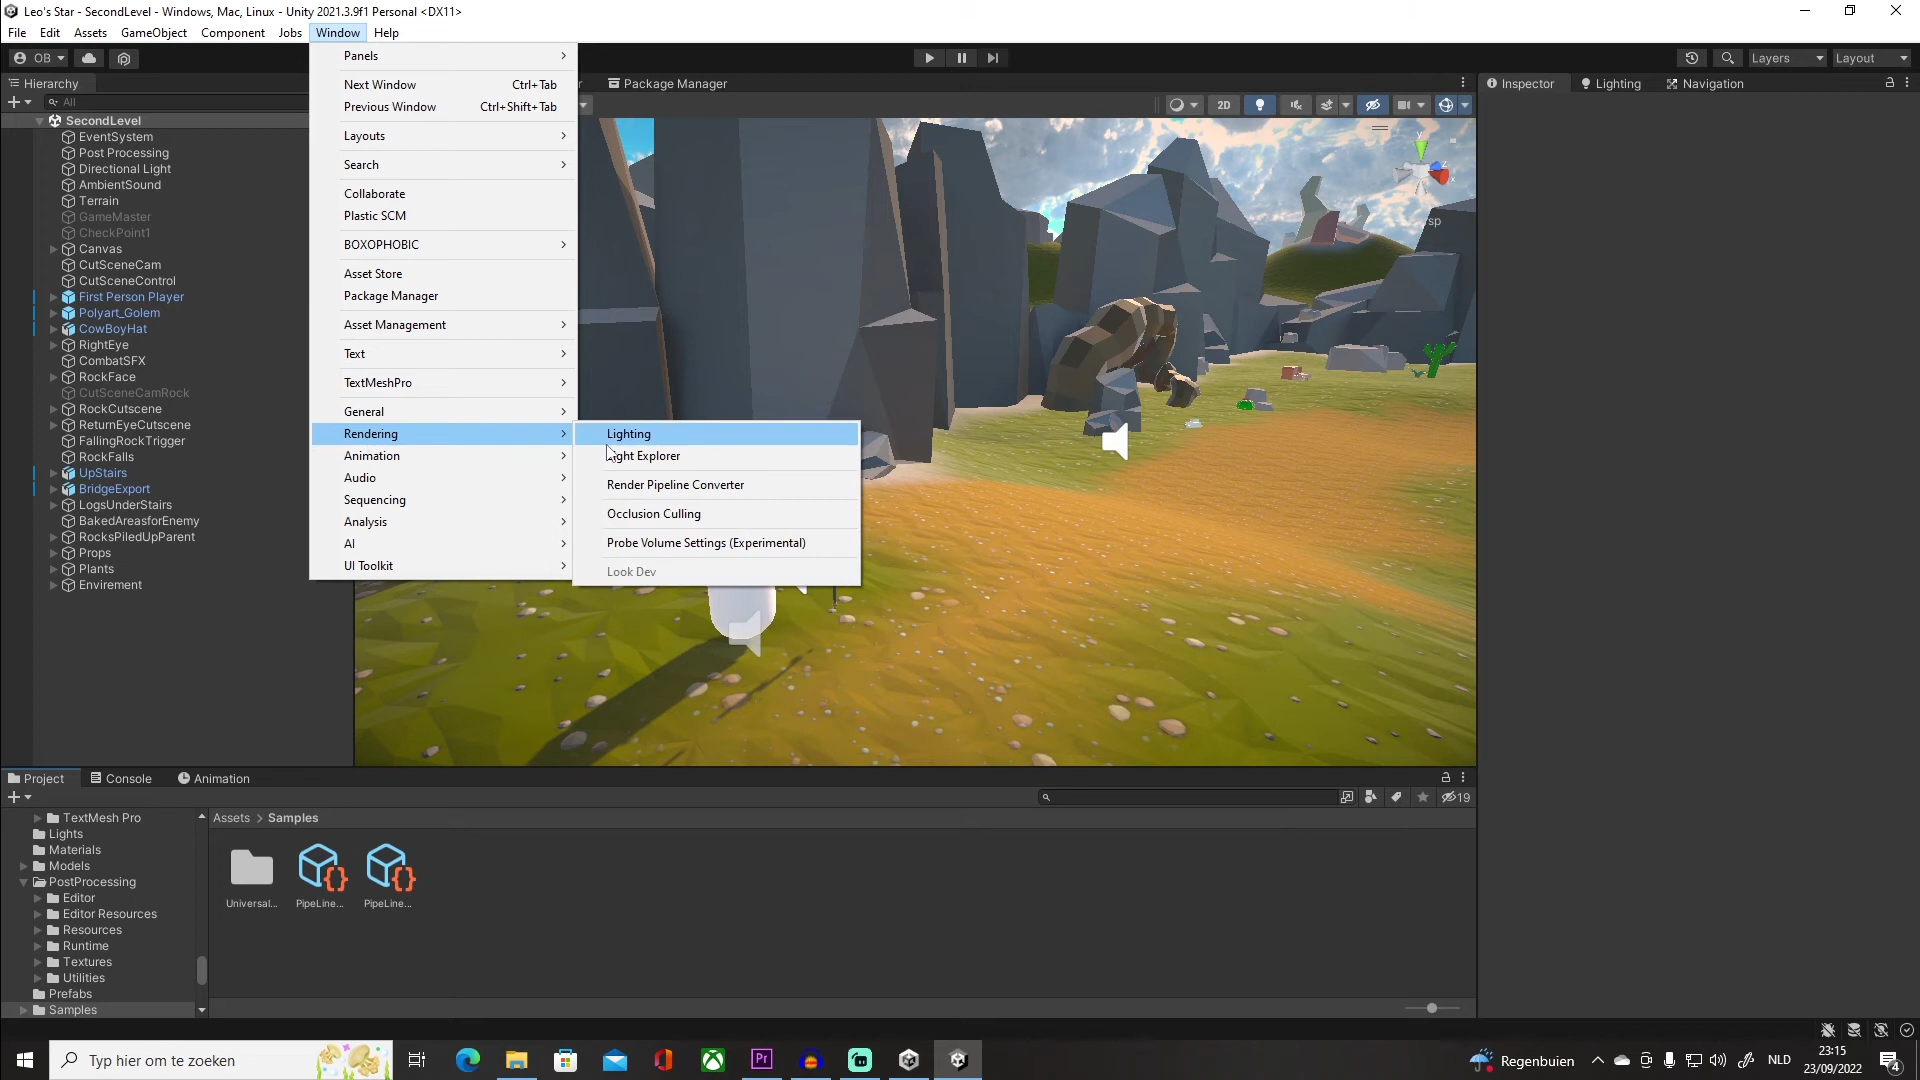 Leo's Star - SecondLevel - Windows, Mac, Linux - Unity 2021.3.9f1 Personal <DX11>
File Edit Assets GameObject Component Jobs Window Help
OB
Layers
Layout
Hierarchy
Package Manager
Inspector
Lighting
Navigation
All
2D
SecondLevel
EventSystem
Post Processing
Directional Light
AmbientSound
Terrain
GameMaster
CheckPoint1
Canvas
CutSceneCam
CutSceneControl
First Person Player
Polyart_Golem
CowBoyHat
RightEye
CombatSFX
RockFace
CutSceneCamRock
RockCutscene
ReturnEyeCutscene
FallingRockTrigger
RockFalls
UpStairs
BridgeExport
LogsUnderStairs
BakedAreasforEnemy
RocksPiledUpParent
Props
Plants
Envirement
Panels
Next Window Ctrl+Tab
Previous Window Ctrl+Shift+Tab
Layouts
Search
Collaborate
Plastic SCM
BOXOPHOBIC
Asset Store
Package Manager
Asset Management
Text
TextMeshPro
General
Rendering
Animation
Audio
Sequencing
Analysis
AI
UI Toolkit
Lighting
Explorer
Render Pipeline Converter
Occlusion Culling
Probe Volume Settings (Experimental)
Look Dev
y
z
Project
Console
Animation
19
TextMesh Pro
Lights
Materials
Models
PostProcessing
Editor
Editor Resources
Resources
Runtime
Textures
Utilities
Prefabs
Samples
Assets > Samples
Universal...
PipeLine...
PipeLine...
Typ hier om te zoeken
Pr
Regenbuien
NLD
23:15
23/09/2022
4